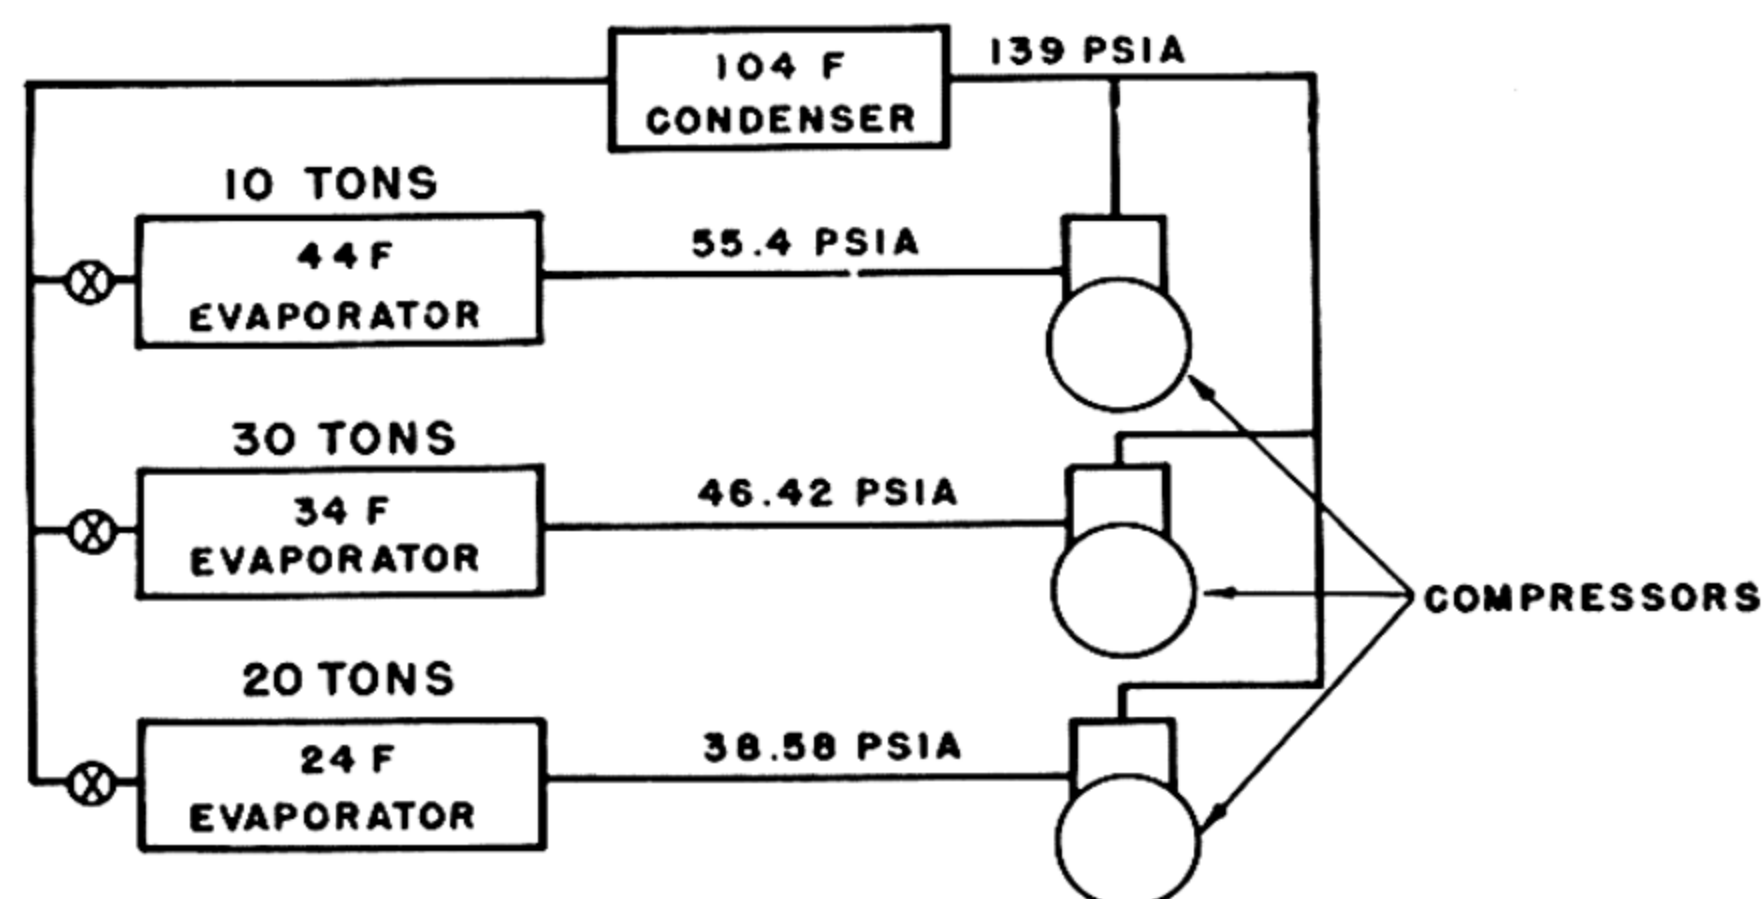 104 F
CONDENSER
139 PSIA
10 TONS
44 F
EVAPORATOR
55.4 PSIA
30 TONS
34 F
EVAPORATOR
46.42 PSIA
COMPRESSORS
20 TONS
24 F
EVAPORATOR
38.58 PSIA